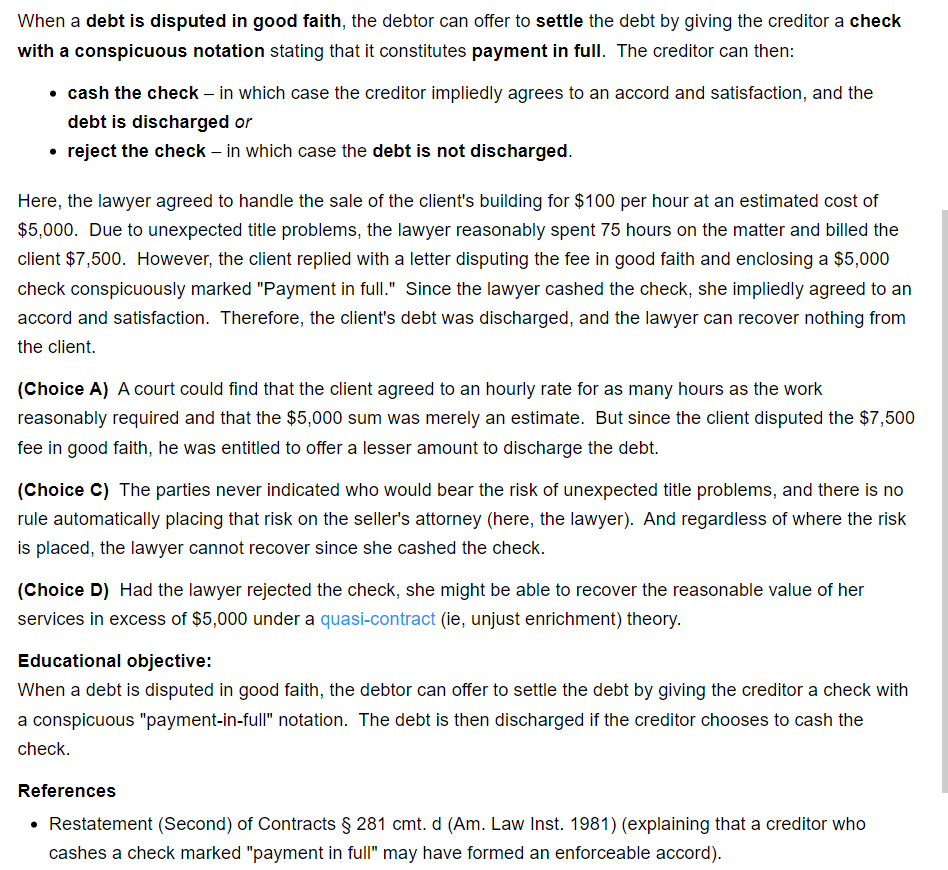 When a debt is disputed in good faith, the debtor can offer to settle the debt by giving the creditor a check
with a conspicuous notation stating that it constitutes payment in full.  The creditor can then:
• cash the check – in which case the creditor impliedly agrees to an accord and satisfaction, and the
debt is discharged or
• reject the check – in which case the debt is not discharged.
Here, the lawyer agreed to handle the sale of the client's building for $100 per hour at an estimated cost of
$5,000.  Due to unexpected title problems, the lawyer reasonably spent 75 hours on the matter and billed the
client $7,500.  However, the client replied with a letter disputing the fee in good faith and enclosing a $5,000
check conspicuously marked "Payment in full."  Since the lawyer cashed the check, she impliedly agreed to an
accord and satisfaction.  Therefore, the client's debt was discharged, and the lawyer can recover nothing from
the client.
(Choice A)  A court could find that the client agreed to an hourly rate for as many hours as the work
reasonably required and that the $5,000 sum was merely an estimate.  But since the client disputed the $7,500
fee in good faith, he was entitled to offer a lesser amount to discharge the debt.
(Choice C)  The parties never indicated who would bear the risk of unexpected title problems, and there is no
rule automatically placing that risk on the seller's attorney (here, the lawyer).  And regardless of where the risk
is placed, the lawyer cannot recover since she cashed the check.
(Choice D)  Had the lawyer rejected the check, she might be able to recover the reasonable value of her
services in excess of $5,000 under a quasi-contract (ie, unjust enrichment) theory.
Educational objective:
When a debt is disputed in good faith, the debtor can offer to settle the debt by giving the creditor a check with
a conspicuous "payment-in-full" notation.  The debt is then discharged if the creditor chooses to cash the
check.
References
• Restatement (Second) of Contracts § 281 cmt. d (Am. Law Inst. 1981) (explaining that a creditor who
cashes a check marked "payment in full" may have formed an enforceable accord).